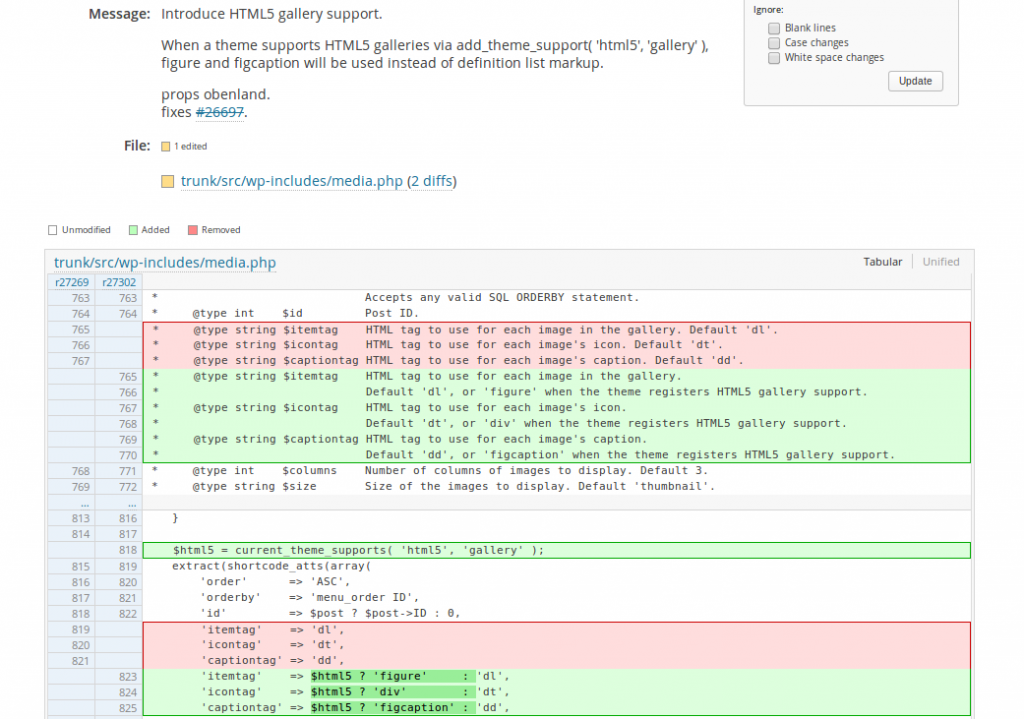 Message: Introduce HTML5 gallery support.
When a theme supports HTML5 galleries via add_theme_support( 'html5', 'gallery' ),
figure and figcaption will be used instead of definition list markup.
props obenland.
fixes #26697.
Ignore:
Blank lines
Case changes
White space changes
Update
File: 1 edited
trunk/src/wp-includes/media.php (2 diffs)
Unmodified Added Removed
trunk/src/wp-includes/media.php Tabular Unified
r27269 r27302
763 763 * Accepts any valid SQL ORDERBY statement.
764 764 * @type int $id Post ID.
765 * @type string $itemtag HTML tag to use for each image in the gallery. Default 'dl'.
766 * @type string $icontag HTML tag to use for each image's icon. Default 'dt'.
767 * @type string $captiontag HTML tag to use for each image's caption. Default 'dd'.
765 * @type string $itemtag HTML tag to use for each image in the gallery.
766 * Default 'dl', or 'figure' when the theme registers HTML5 gallery support.
767 * @type string $icontag HTML tag to use for each image's icon.
768 * Default 'dt', or 'div' when the theme registers HTML5 gallery support.
769 * @type string $captiontag HTML tag to use for each image's caption.
770 * Default 'dd', or 'figcaption' when the theme registers HTML5 gallery support.
768 771 * @type int $columns Number of columns of images to display. Default 3.
769 772 * @type string $size Size of the images to display. Default 'thumbnail'.
… …
813 816 }
814 817
818 $html5 = current_theme_supports( 'html5', 'gallery' );
815 819 extract(shortcode_atts(array(
816 820 'order' => 'ASC',
817 821 'orderby' => 'menu_order ID',
818 822 'id' => $post ? $post->ID : 0,
819 'itemtag' => 'dl',
820 'icontag' => 'dt',
821 'captiontag' => 'dd',
823 'itemtag' => $html5 ? 'figure' : 'dl',
824 'icontag' => $html5 ? 'div' : 'dt',
825 'captiontag' => $html5 ? 'figcaption' : 'dd',